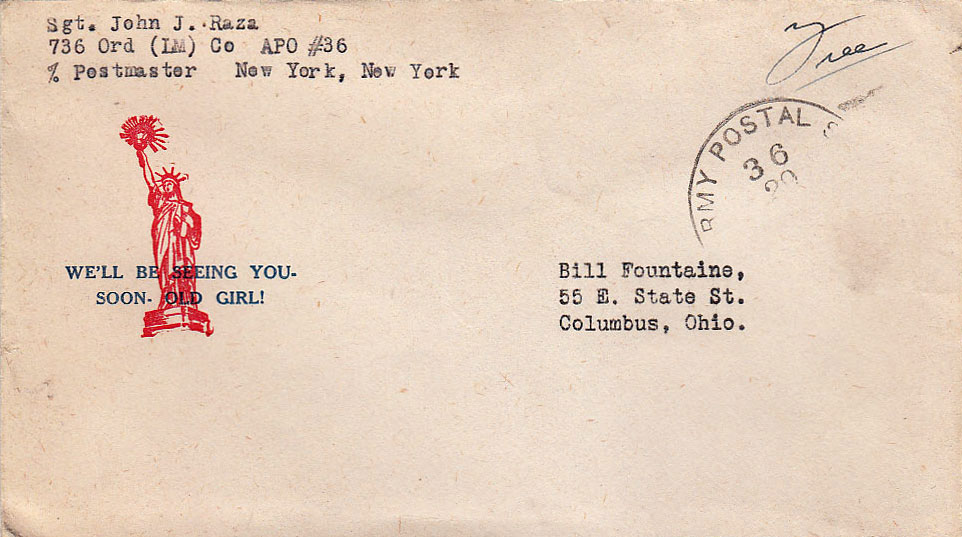 Sgt. John J. Raza
736 Ord (LM) Co APO #36
% Postmaster New York, New York
Free
RMY POSTAL S
36
20
WE'LL BE SEEING YOU-
SOON- OLD GIRL!
Bill Fountaine,
55 E. State St.
Columbus, Ohio.